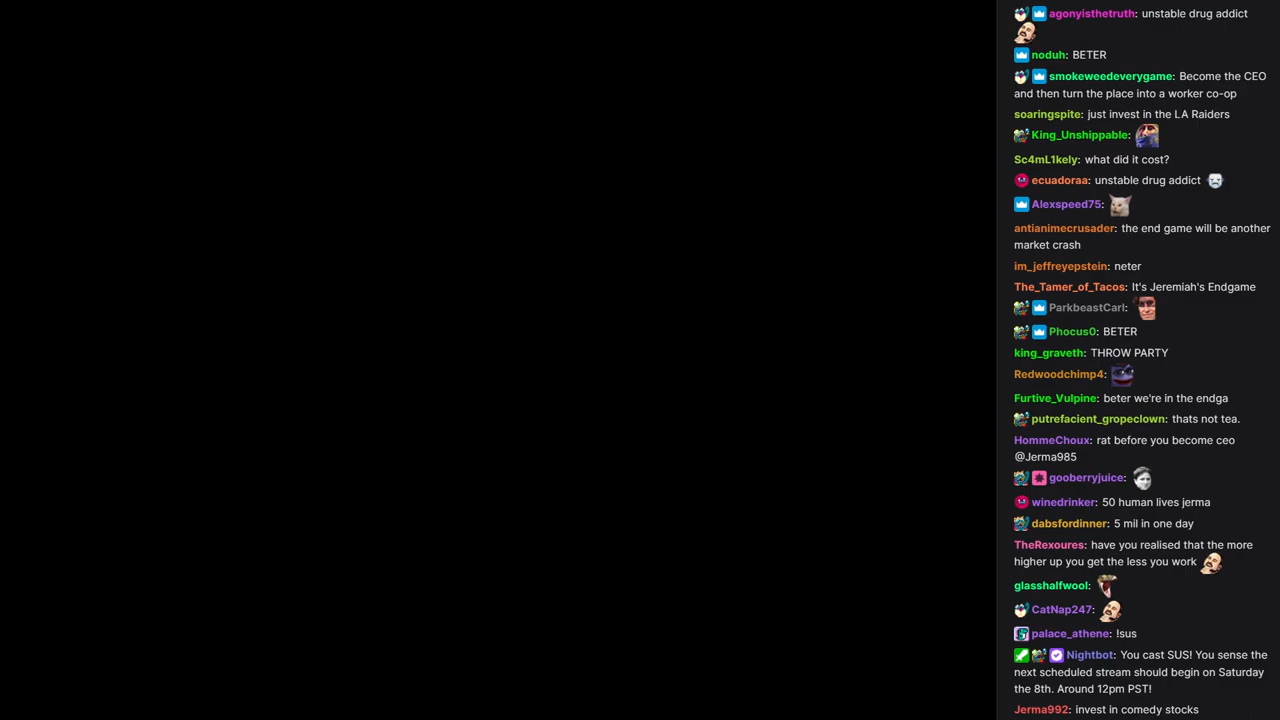 agonyisthetruth: unstable drug addict
noduh: BETER
smokeweedeverygame: Become the CEO
and then turn the place into a worker co-op
soaringspite: just invest in the LA Raiders
King_Unshippable:
Sc4mL1kely: what did it cost?
ecuadoraa: unstable drug addict
Alexspeed75:
antianimecrusader: the end game will be another
market crash
im_jeffreyepstein: neter
The_Tamer_of_Tacos: It's Jeremiah's Endgame
ParkbeastCarl:
Phocus0: BETER
king_graveth: THROW PARTY
Redwoodchimp4:
Furtive_Vulpine: beter we're in the endga
putrefacient_gropeclown: thats not tea.
HommeChoux: rat before you become ceo
@Jerma985
gooberryjuice:
winedrinker: 50 human lives jerma
dabsfordinner: 5 mil in one day
TheRexoures: have you realised that the more
higher up you get the less you work
glasshalfwool:
CatNap247:
palace_athene: !sus
Nightbot: You cast SUS! You sense the
next scheduled stream should begin on Saturday
the 8th. Around 12pm PST!
Jerma992: invest in comedy stocks